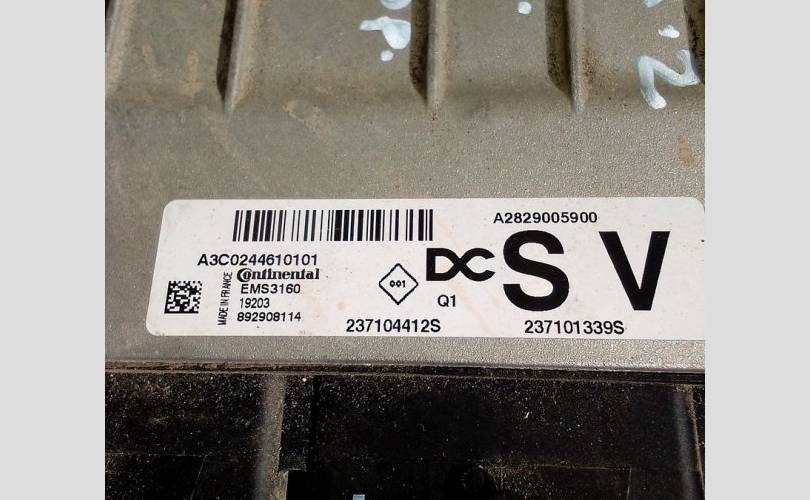 P
.Z
A2829005900
A3C0244610101
Continental
EMS3160
19203
892908114
MADE IN FRANCE
001
DC
Q1
S V
237104412S
237101339S